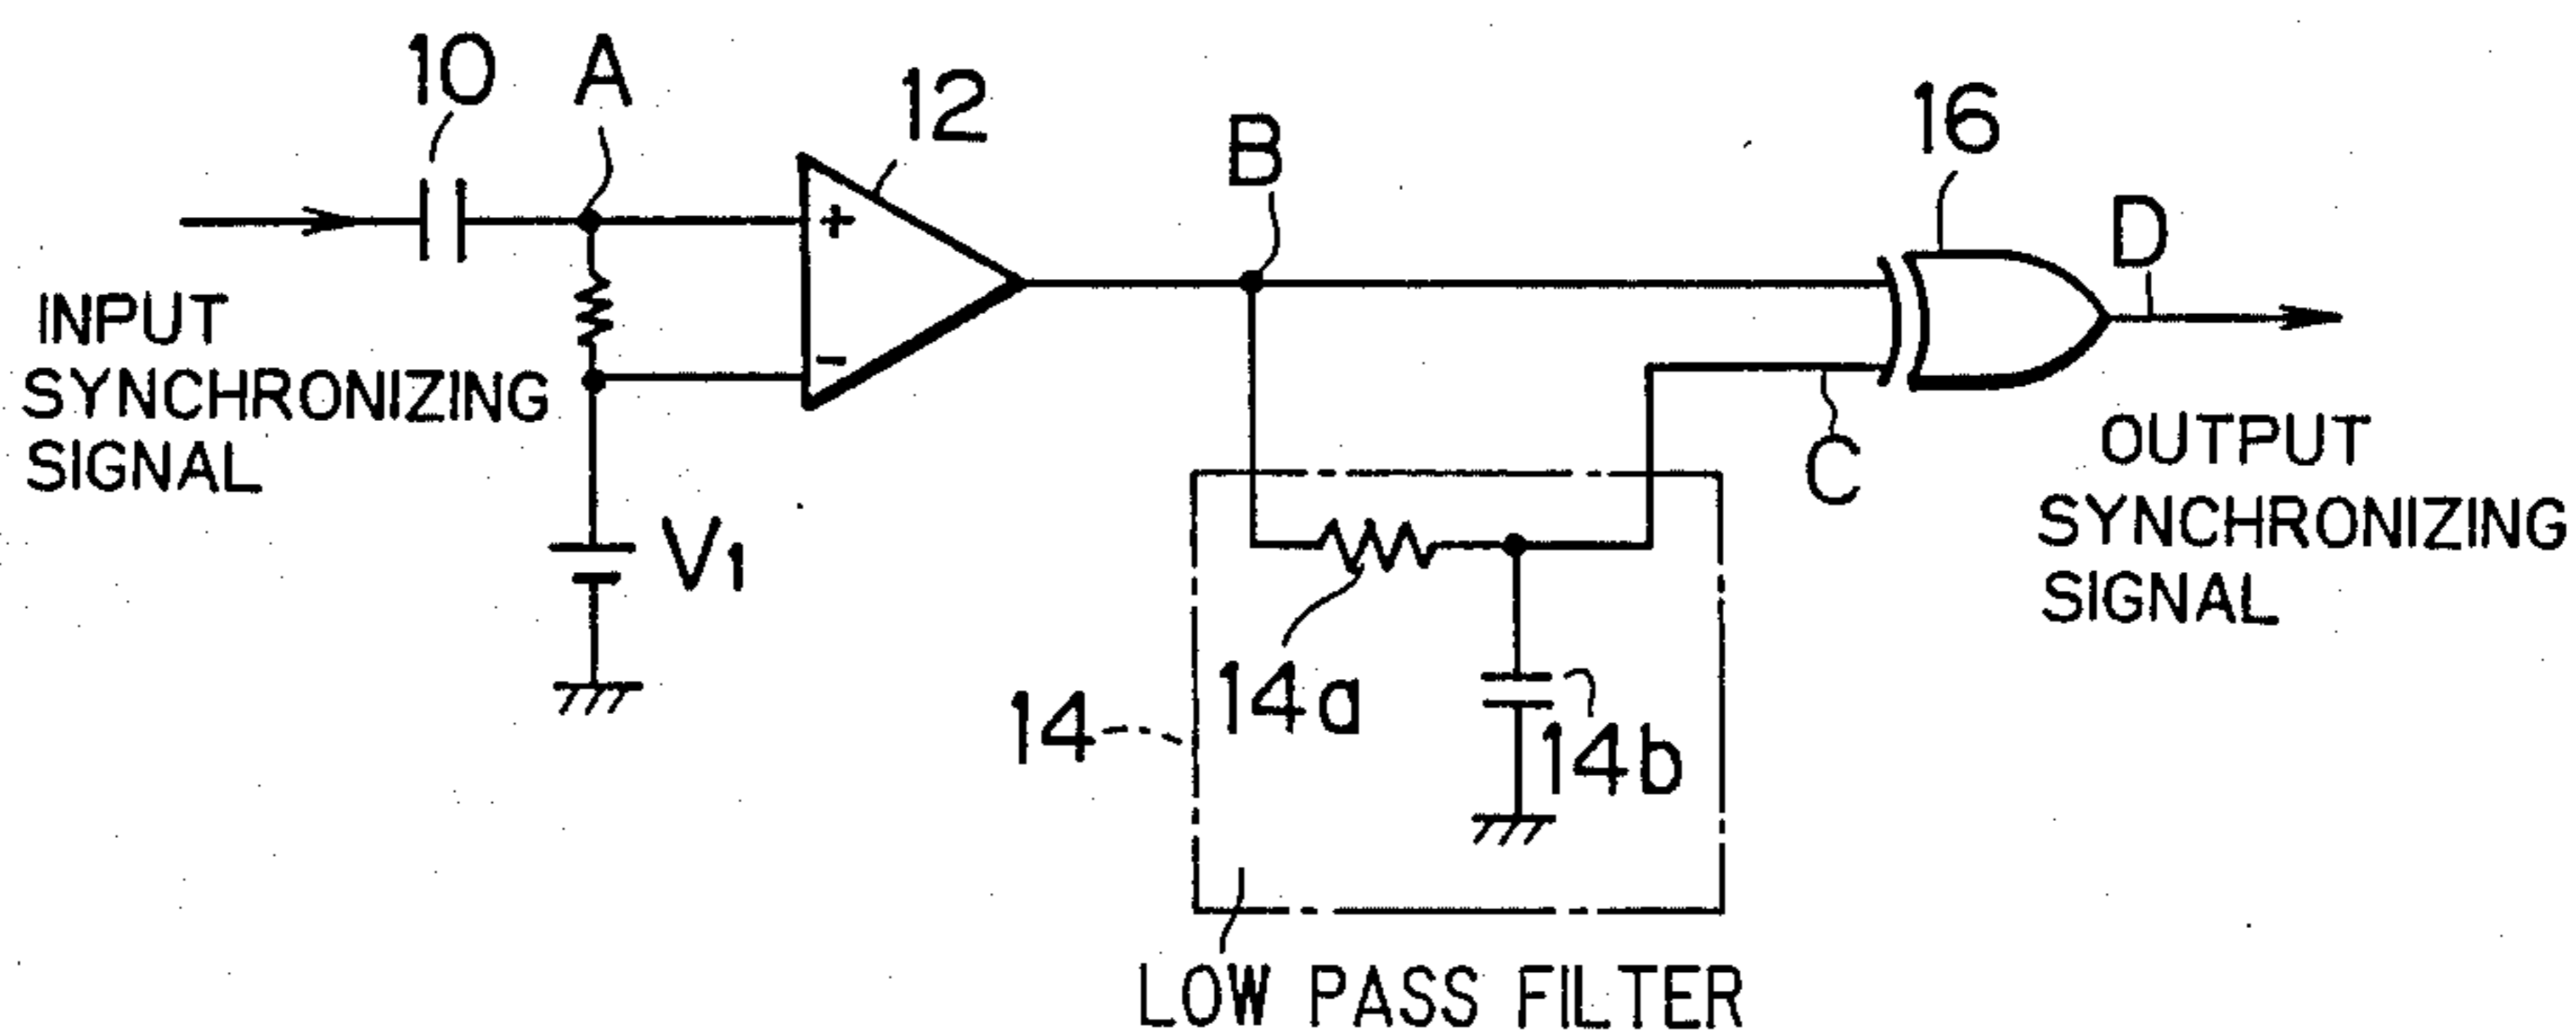 10
A
12
B
16
D
+
-
INPUT
SYNCHRONIZING
SIGNAL
V1
C
OUTPUT
SYNCHRONIZING
SIGNAL
14
14a
14b
LOW PASS FILTER